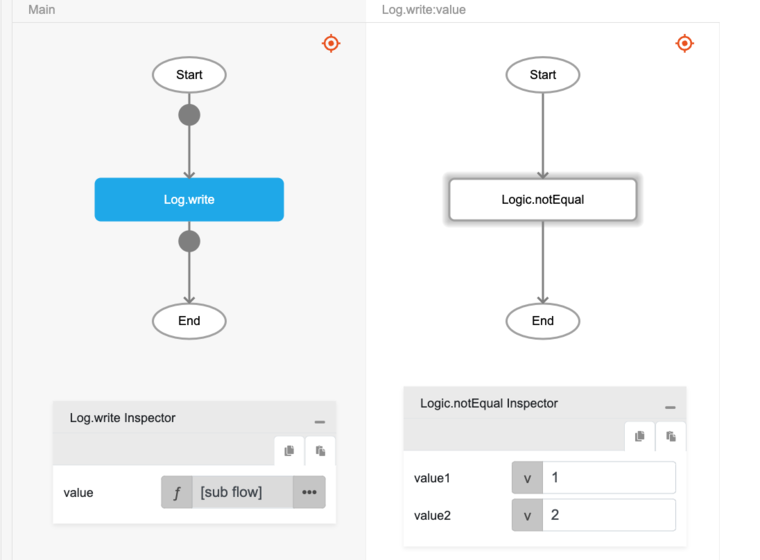 Main
Start
Log.write
End
Log.write Inspector
value
ƒ
[sub flow]
•••
Log.write:value
Start
Logic.notEqual
End
Logic.notEqual Inspector
value1
v
1
value2
v
2